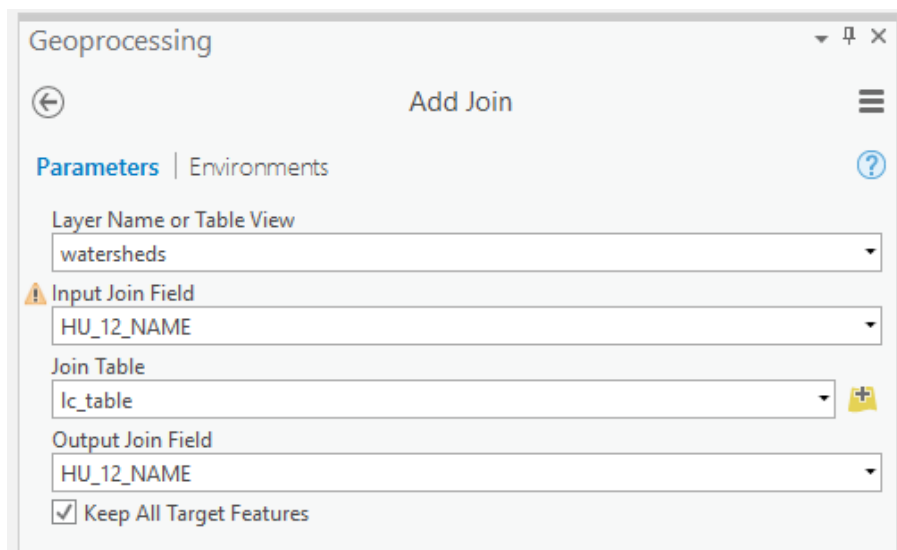 Geoprocessing
Add Join
Parameters | Environments
Layer Name or Table View
watersheds
Input Join Field
HU_12_NAME
Join Table
lc_table
Output Join Field
HU_12_NAME
Keep All Target Features